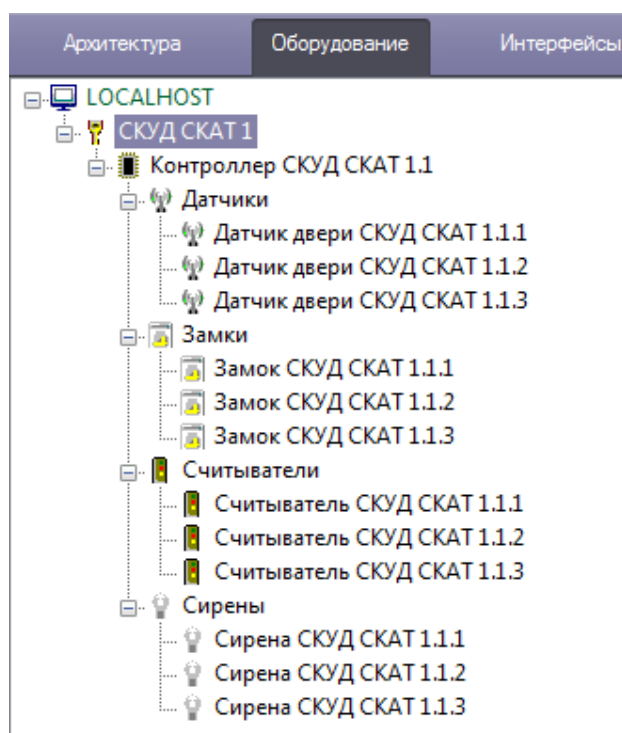 Архитектура Оборудование Интерфейсы
LOCALHOST
СКУД СКАТ 1
Контроллер СКУД СКАТ 1.1
Датчики
Датчик двери СКУД СКАТ 1.1.1
Датчик двери СКУД СКАТ 1.1.2
Датчик двери СКУД СКАТ 1.1.3
Замки
Замок СКУД СКАТ 1.1.1
Замок СКУД СКАТ 1.1.2
Замок СКУД СКАТ 1.1.3
Считыватели
Считыватель СКУД СКАТ 1.1.1
Считыватель СКУД СКАТ 1.1.2
Считыватель СКУД СКАТ 1.1.3
Сирены
Сирена СКУД СКАТ 1.1.1
Сирена СКУД СКАТ 1.1.2
Сирена СКУД СКАТ 1.1.3